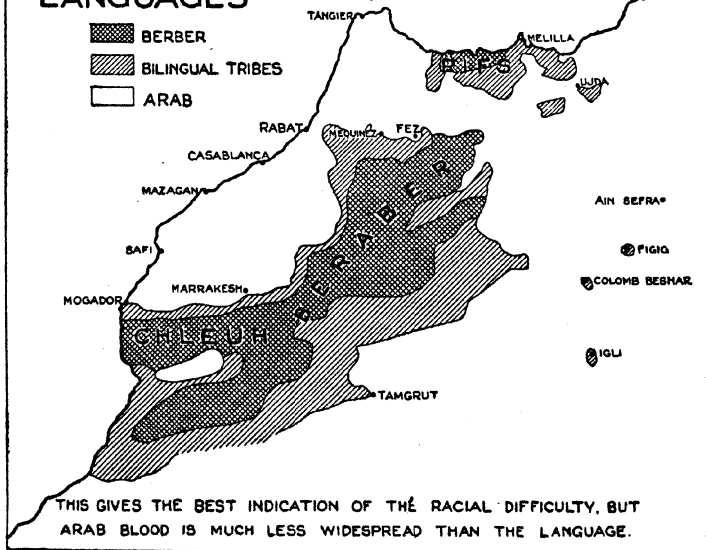 LANGUAGES
BERBER
BILINGUAL TRIBES
ARAB
TANGIER
MELILLA
RIFS
UJDA
RABAT
MEQUINEZ
FEZ
CASABLANCA
MAZAGAN
AIN SEFRA
SAFI
FIGIG
BERABER
COLOMB BESHAR
MARRAKESH
MOGADOR
CHLEUH
IGLI
TAMGRUT
THIS GIVES THE BEST INDICATION OF THE RACIAL DIFFICULTY, BUT
ARAB BLOOD IS MUCH LESS WIDESPREAD THAN THE LANGUAGE.